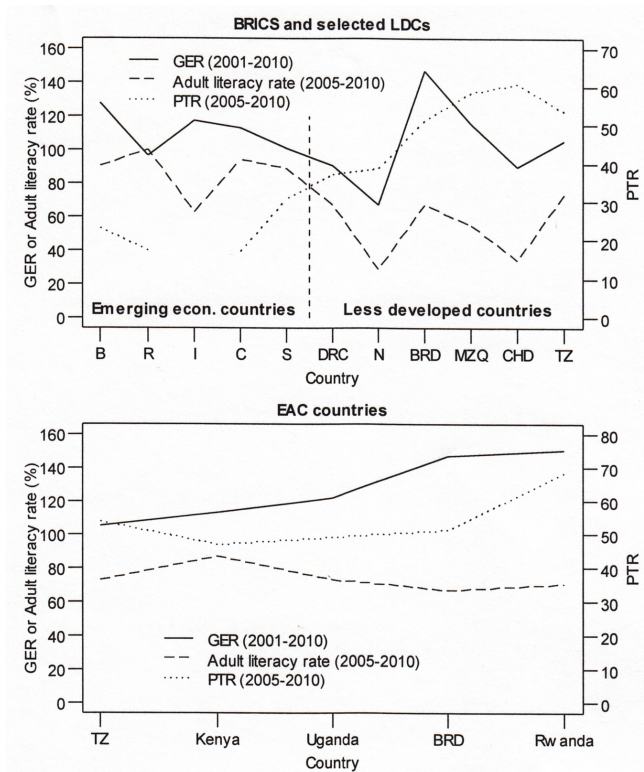 BRICS and selected LDCs
GER (2001-2010)
Adult literacy rate (2005-2010)
PTR (2005-2010)
GER or Adult literacy rate (%)
160
140
120
100
80
60
40
20
0
PTR
70
60
50
40
30
20
10
0
Emerging econ. countries
Less developed countries
B R I C S DRC N BRD MZQ CHD TZ
Country
EAC countries
GER or Adult literacy rate (%)
160
140
120
100
80
60
40
20
0
PTR
80
70
60
50
40
30
20
10
0
GER (2001-2010)
Adult literacy rate (2005-2010)
PTR (2005-2010)
TZ Kenya Uganda BRD Rwanda
Country